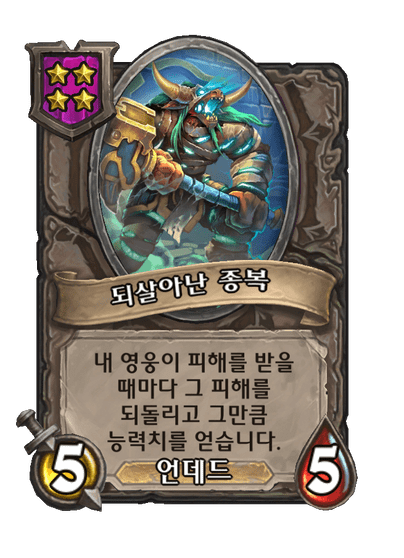 되살아난 종복
내 영웅이 피해를 받을
때마다 그 피해를
되돌리고 그만큼
능력치를 얻습니다.
언데드
5
5